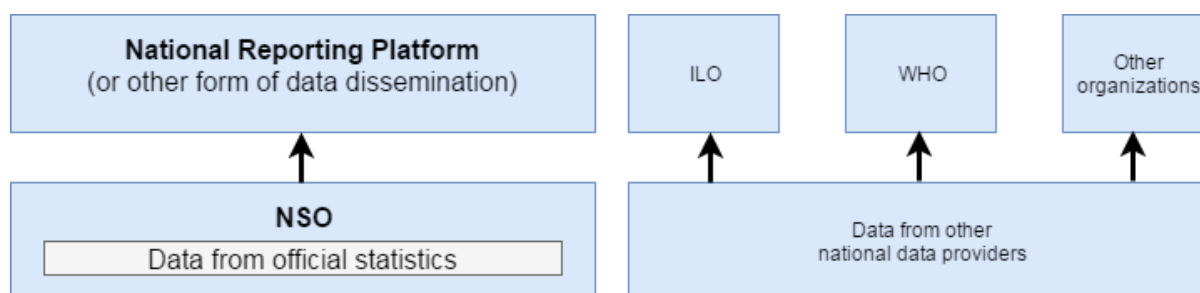 National Reporting Platform
(or other form of data dissemination)
ILO
WHO
Other
organizations
NSO
Data from official statistics
Data from other
national data providers